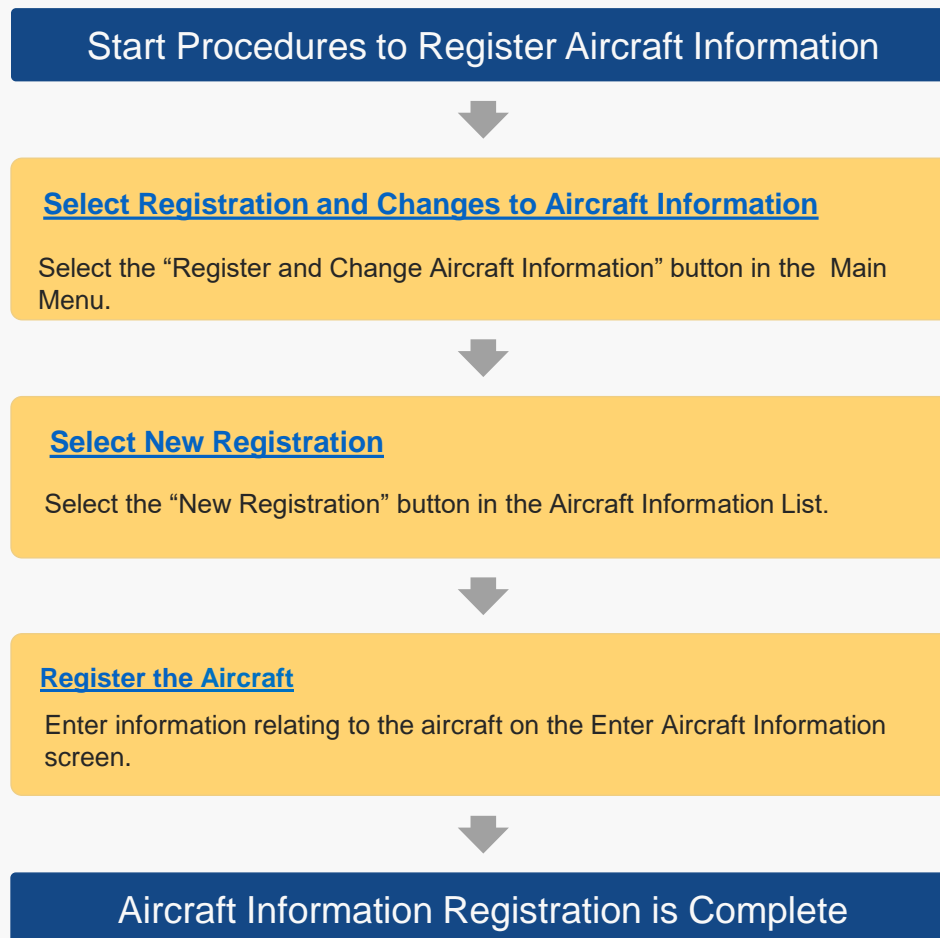 Start Procedures to Register Aircraft Information
Select Registration and Changes to Aircraft Information
Select the “Register and Change Aircraft Information” button in the Main
Menu.
Select New Registration
Select the “New Registration” button in the Aircraft Information List.
Register the Aircraft
Enter information relating to the aircraft on the Enter Aircraft Information
screen.
Aircraft Information Registration is Complete